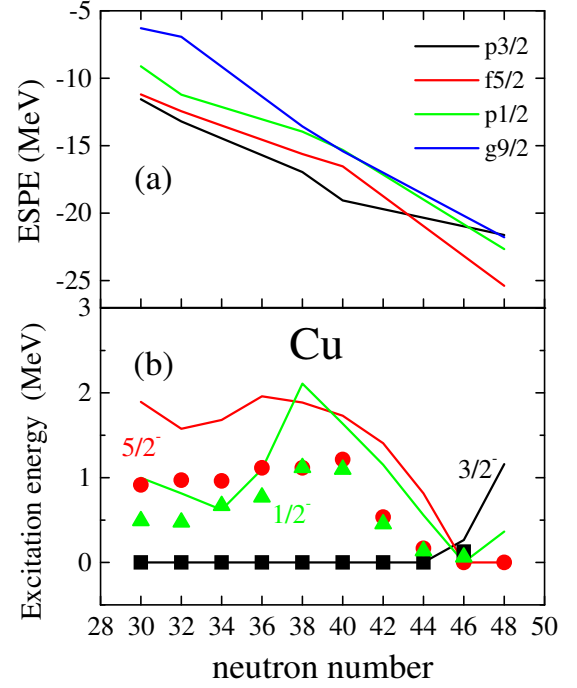 -5
-10
-15
-20
-25
ESPE (MeV)
p3/2
f5/2
p1/2
g9/2
(a)
3
2
1
0
Excitation energy (MeV)
(b)
Cu
5/2⁻
1/2⁻
3/2⁻
28 30 32 34 36 38 40 42 44 46 48 50
neutron number